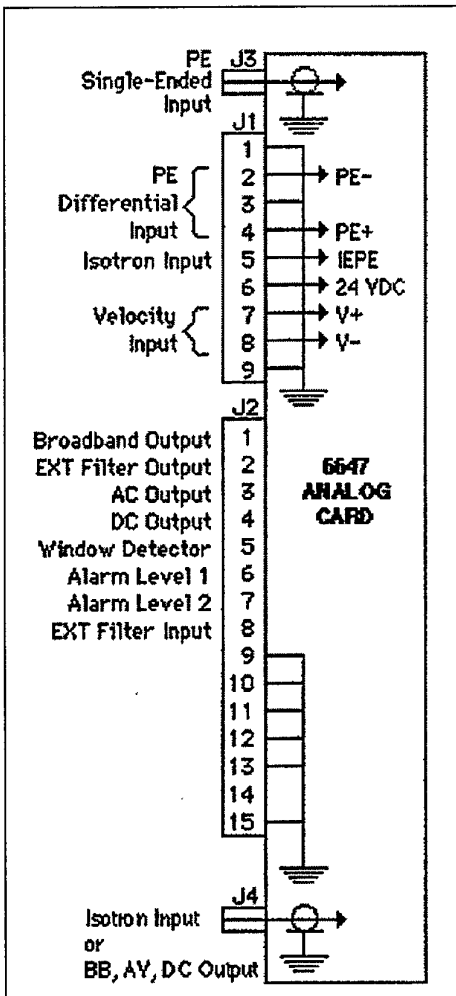 PE J3
Single-Ended
Input
J1
1
PE 2 PE-
Differential 3
Input 4 PE+
Isotron Input 5 IEPE
6 24 VDC
Velocity 7 V+
Input 8 V-
9
J2
Broadband Output 1
EXT Filter Output 2 6647
AC Output 3 ANALOG
DC Output 4 CARD
Window Detector 5
Alarm Level 1 6
Alarm Level 2 7
EXT Filter Input 8
9
10
11
12
13
14
15
J4
Isotron Input
or
BB, AV, DC Output